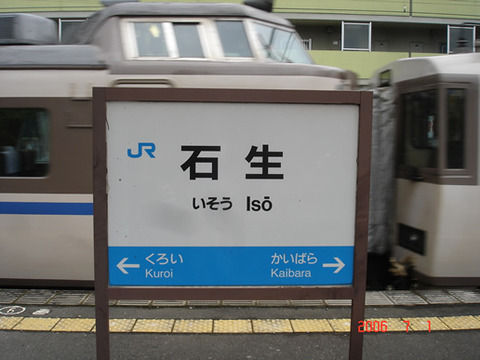 JR 石生
いそう Isō
くろい かいばら
← Kuroi Kaibara →
2006 7 1
6